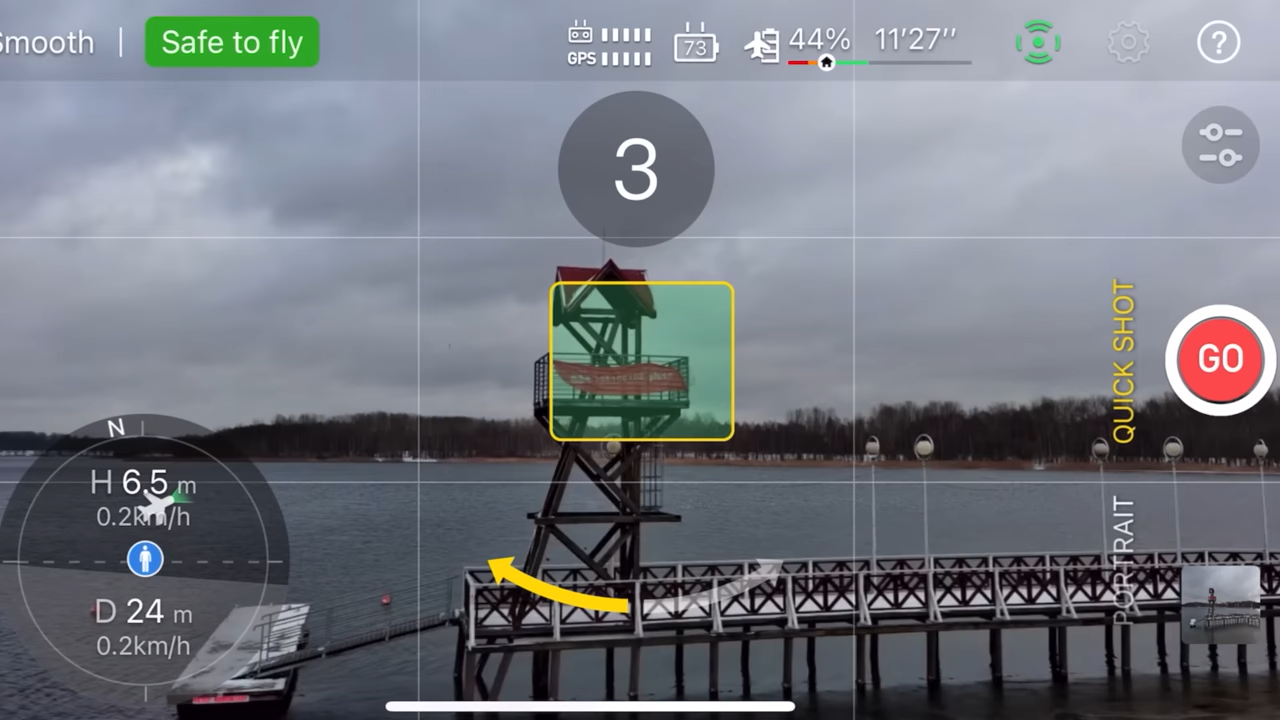 Smooth
Safe to fly
GPS
73
44%
11'27''
?
3
QUICK SHOT
GO
PORTRAIT
N
H 6.5 m
0.2km/h
D 24 m
0.2km/h